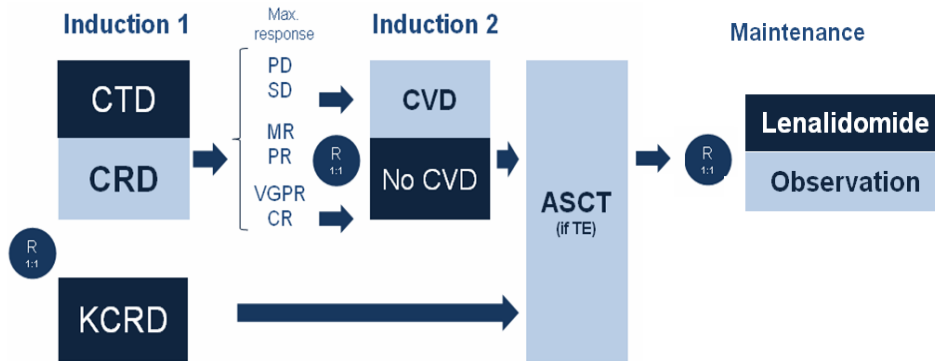 Induction 1
Max.
response
Induction 2
Maintenance
CTD
CRD
PD
SD
MR
PR
VGPR
CR
R
1:1
CVD
No CVD
ASCT
(if TE)
R
1:1
Lenalidomide
Observation
R
1:1
KCRD